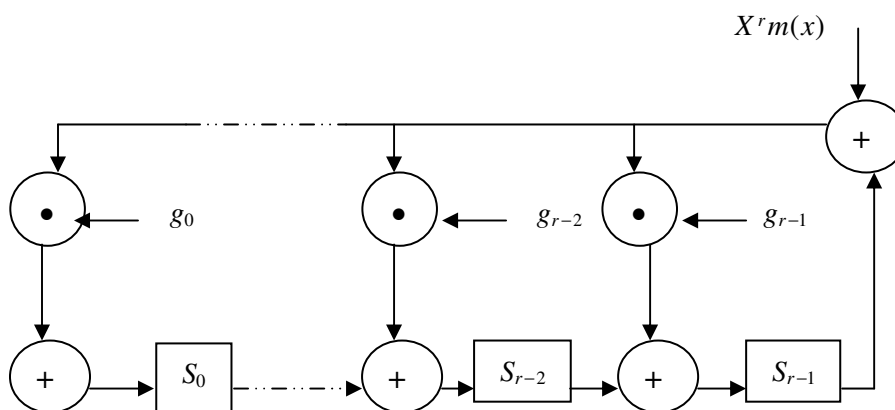 X^r m(x)
+
• g_0 • g_{r-2} • g_{r-1}
+ S_0 + S_{r-2} + S_{r-1}